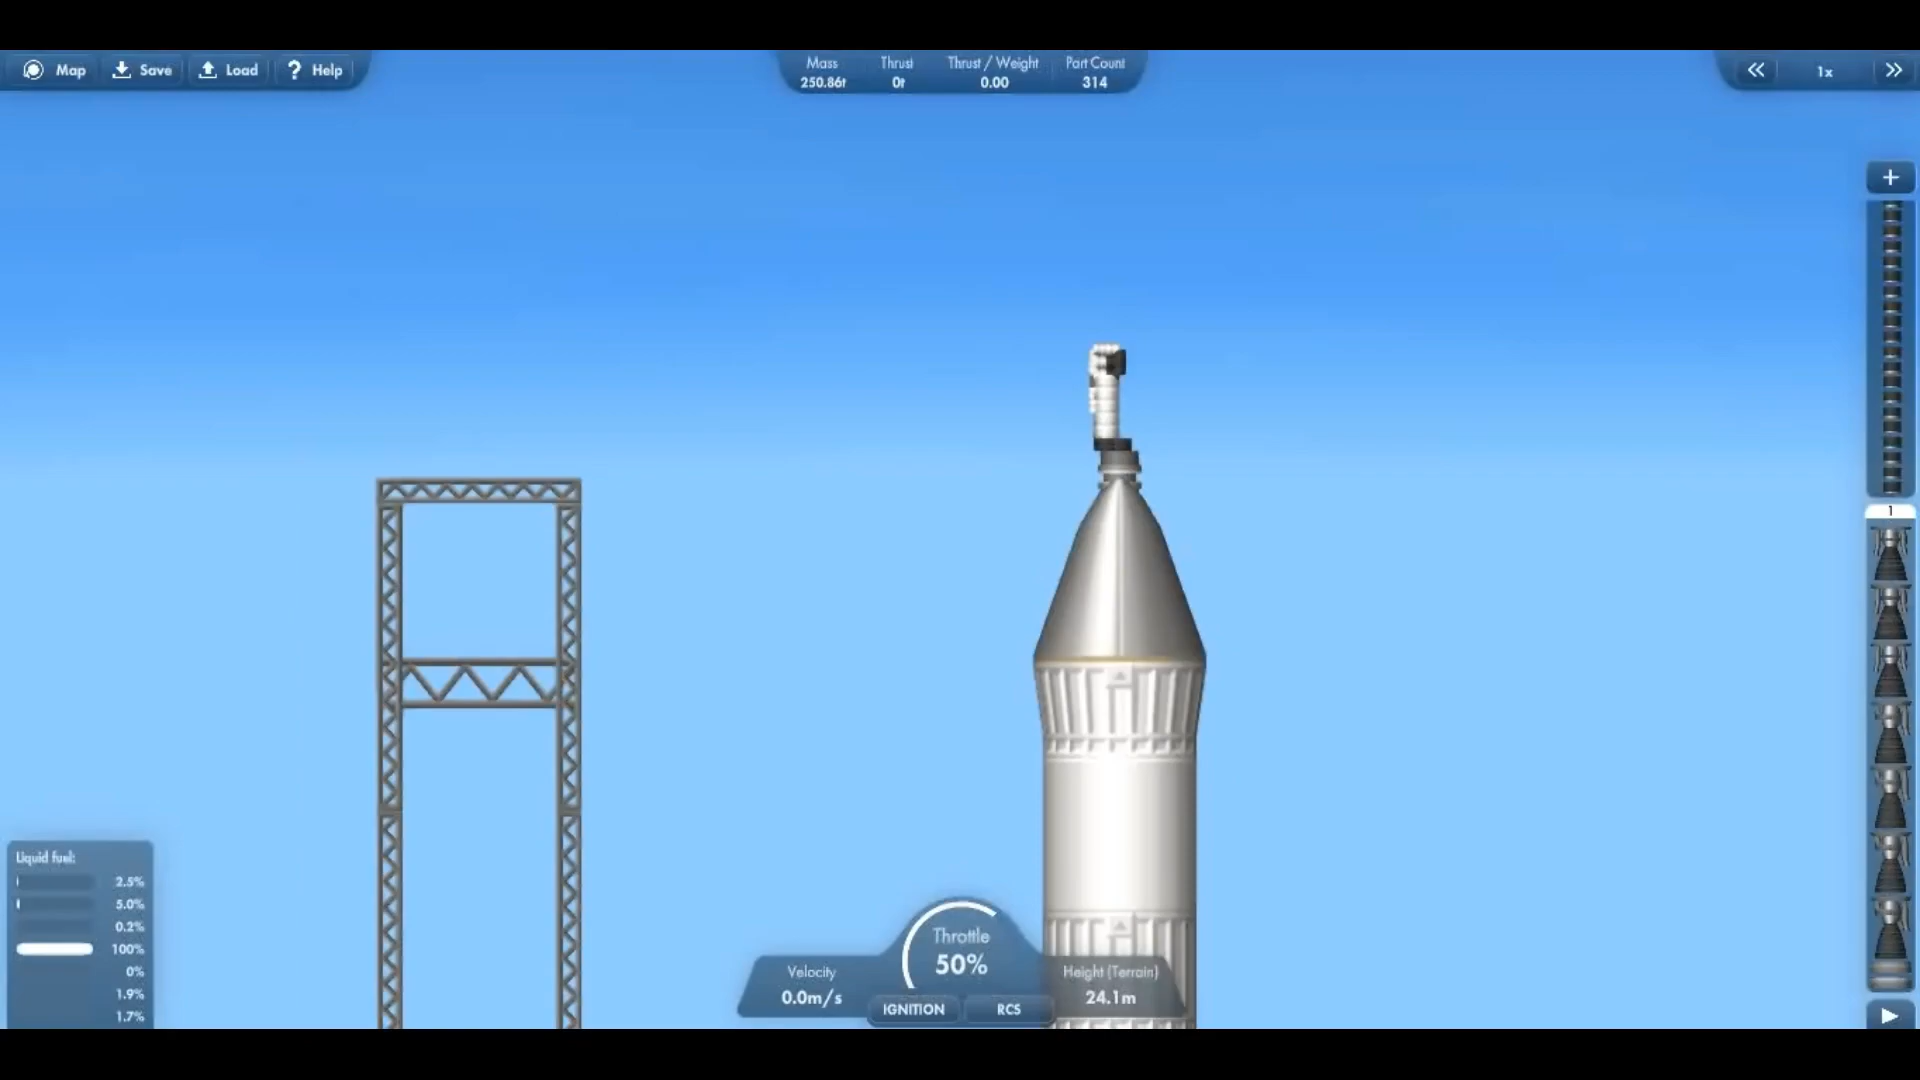 Map Save Load ? Help
Mass Thrust Thrust / Weight Part Count
250.86t 0t 0.00 314
1x
1
Liquid fuel:
2.5%
5.0%
0.2%
100%
0%
1.9%
1.7%
Throttle
50%
Velocity
0.0m/s
IGNITION RCS
Height (Terrain)
24.1m